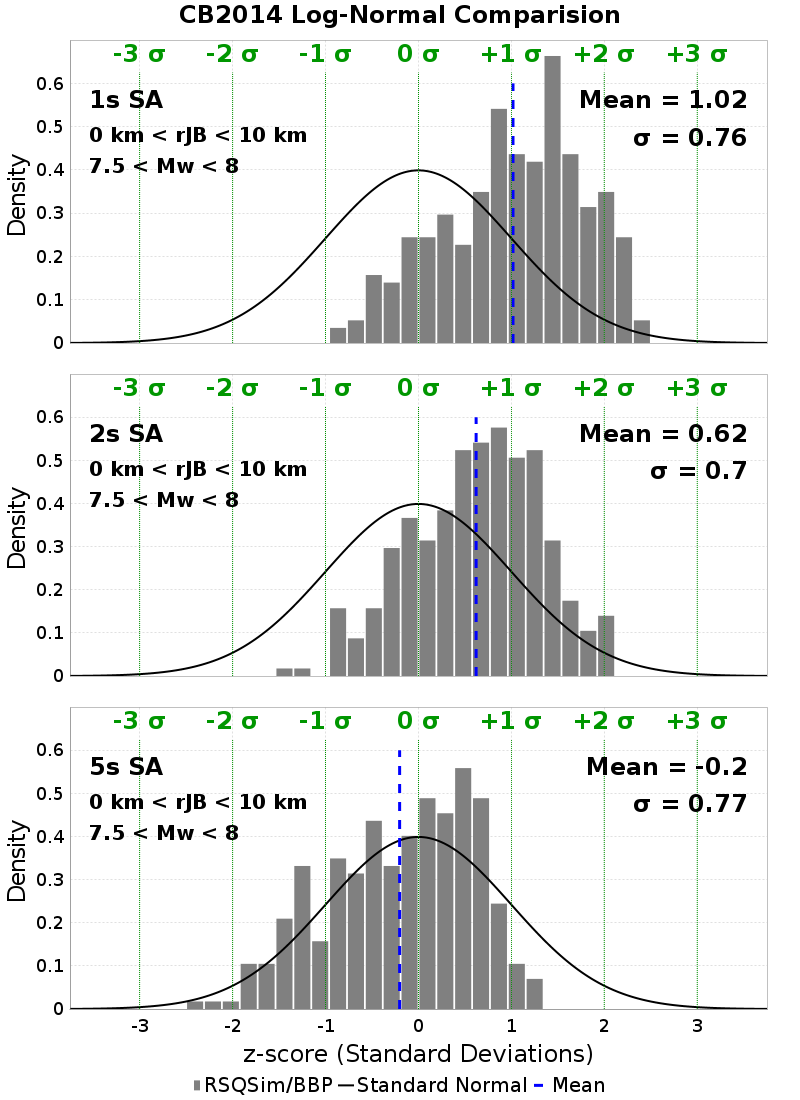 CB2014 Log-Normal Comparision
-3 σ -2 σ -1 σ 0 σ +1 σ +2 σ +3 σ
1s SA
0 km < rJB < 10 km
7.5 < Mw < 8
Mean = 1.02
σ = 0.76
Density
0.6
0.5
0.4
0.3
0.2
0.1
0
-3 σ -2 σ -1 σ 0 σ +1 σ +2 σ +3 σ
2s SA
0 km < rJB < 10 km
7.5 < Mw < 8
Mean = 0.62
σ = 0.7
Density
0.6
0.5
0.4
0.3
0.2
0.1
0
-3 σ -2 σ -1 σ 0 σ +1 σ +2 σ +3 σ
5s SA
0 km < rJB < 10 km
7.5 < Mw < 8
Mean = -0.2
σ = 0.77
Density
0.6
0.5
0.4
0.3
0.2
0.1
0
-3 -2 -1 0 1 2 3
z-score (Standard Deviations)
RSQSim/BBP Standard Normal Mean